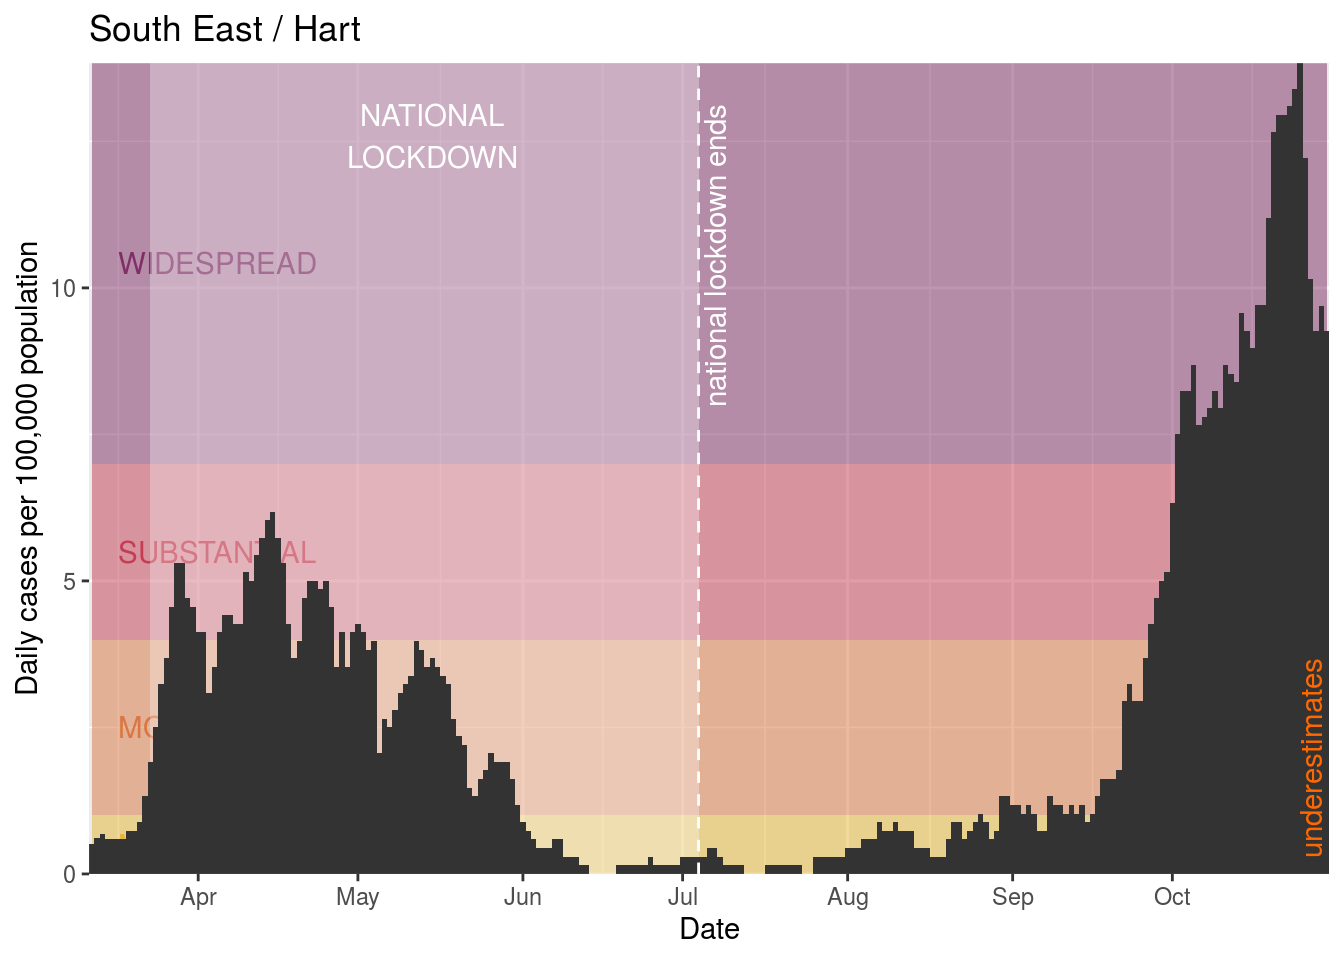 South East / Hart
Daily cases per 100,000 population
10
5
0
NATIONAL
LOCKDOWN
national lockdown ends
WIDESPREAD
SUBSTANTIAL
underestimates
Apr
May
Jun
Jul
Aug
Sep
Oct
Date